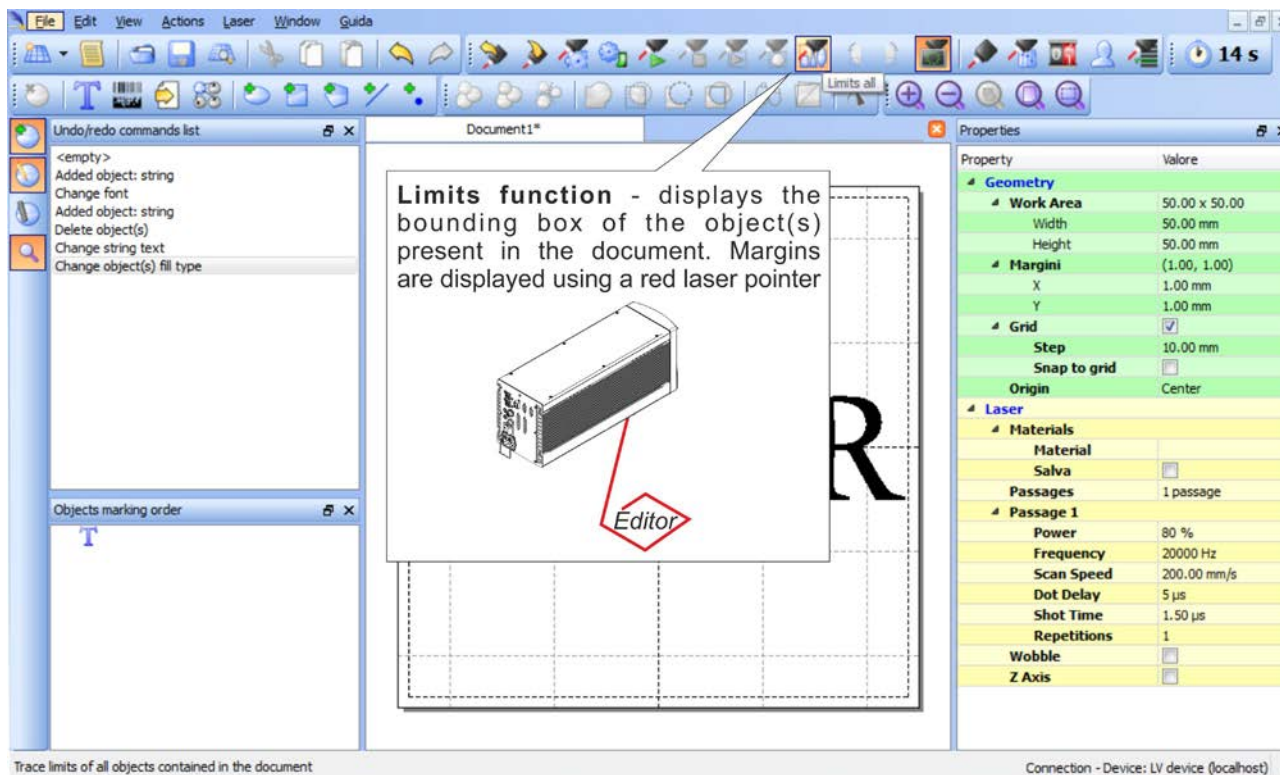 File Edit View Actions Laser Window Guida
14 s
T
Limits all
Undo/redo commands list
Document1*
Properties
<empty>
Added object: string
Change font
Added object: string
Delete object(s)
Change string text
Change object(s) fill type
Objects marking order
T
Limits function - displays the
bounding box of the object(s)
present in the document. Margins
are displayed using a red laser pointer
Editor
R
Property Valore
Geometry
Work Area 50.00 x 50.00
Width 50.00 mm
Height 50.00 mm
Margini (1.00, 1.00)
X 1.00 mm
Y 1.00 mm
Grid
Step 10.00 mm
Snap to grid
Origin Center
Laser
Materials
Material
Salva
Passages 1 passage
Passage 1
Power 80 %
Frequency 20000 Hz
Scan Speed 200.00 mm/s
Dot Delay 5 µs
Shot Time 1.50 µs
Repetitions 1
Wobble
Z Axis
Trace limits of all objects contained in the document
Connection - Device: LV device (localhost)